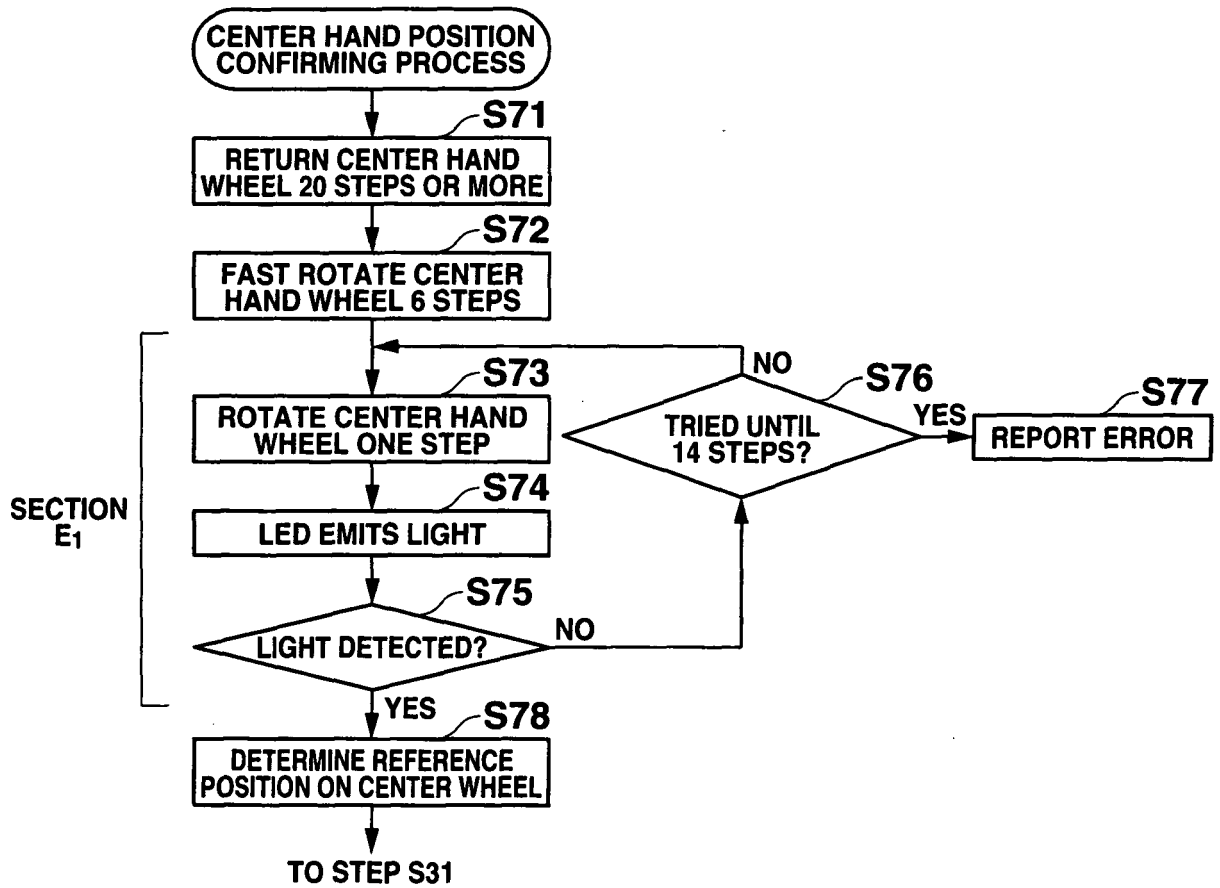 CENTER HAND POSITION
CONFIRMING PROCESS
S71
RETURN CENTER HAND
WHEEL 20 STEPS OR MORE
S72
FAST ROTATE CENTER
HAND WHEEL 6 STEPS
SECTION
E1
S73
ROTATE CENTER HAND
WHEEL ONE STEP
S74
LED EMITS LIGHT
S75
LIGHT DETECTED?
NO
YES
S76
TRIED UNTIL
14 STEPS?
NO
YES
S77
REPORT ERROR
S78
DETERMINE REFERENCE
POSITION ON CENTER WHEEL
TO STEP S31